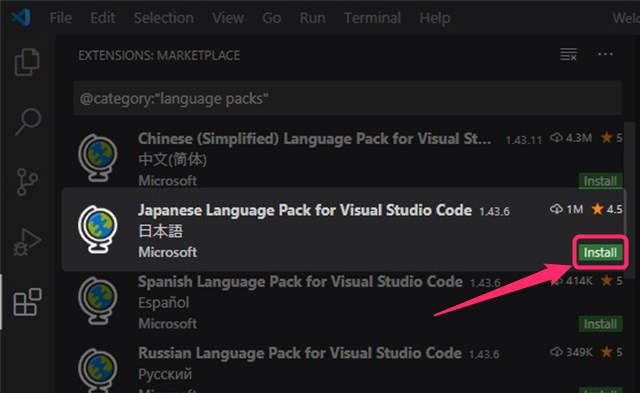 File Edit Selection View Go Run Terminal Help
EXTENSIONS: MARKETPLACE
@category:"language packs"
Chinese (Simplified) Language Pack for Visual St... 1.43.11 4.3M 5
中文(简体)
Microsoft Install
Japanese Language Pack for Visual Studio Code 1.43.6 1M 4.5
日本語
Microsoft Install
Spanish Language Pack for Visual Studio Code 1.43.6 414K 5
Español
Microsoft Install
Russian Language Pack for Visual Studio Code 1.43.6 349K 5
Русский